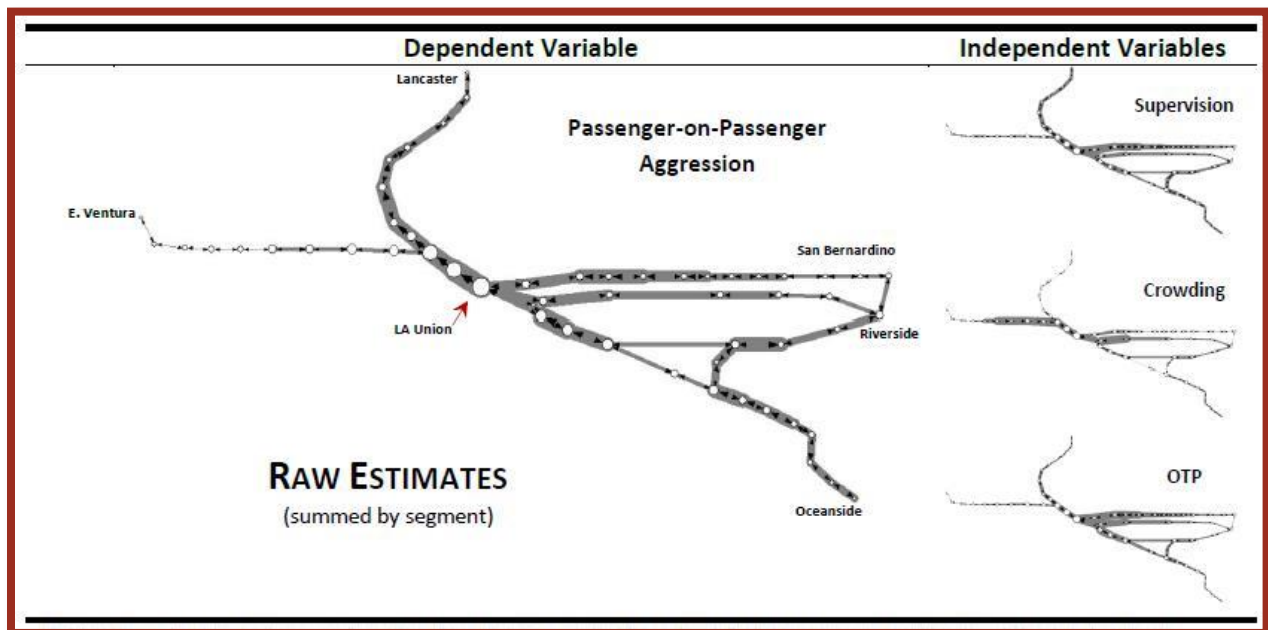 Dependent Variable
Independent Variables
Lancaster
Passenger-on-Passenger
Aggression
E. Ventura
San Bernardino
LA Union
Riverside
RAW ESTIMATES
(summed by segment)
Oceanside
Supervision
Crowding
OTP